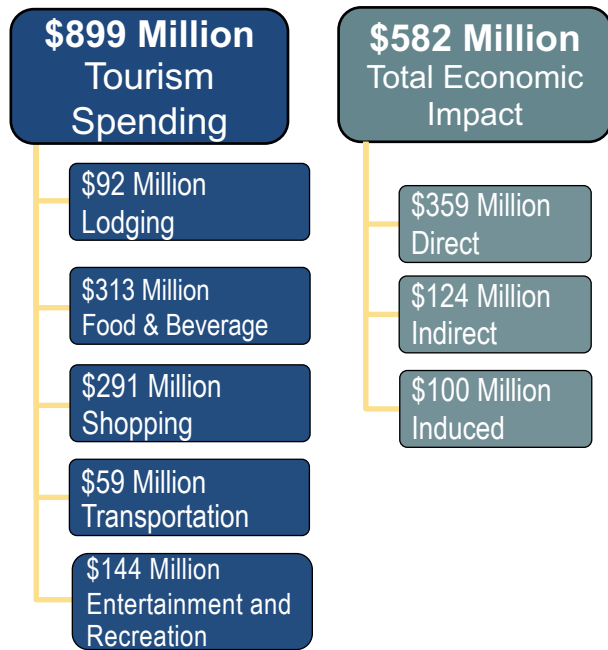 $899 Million
Tourism
Spending
$92 Million
Lodging
$313 Million
Food & Beverage
$291 Million
Shopping
$59 Million
Transportation
$144 Million
Entertainment and
Recreation
$582 Million
Total Economic
Impact
$359 Million
Direct
$124 Million
Indirect
$100 Million
Induced